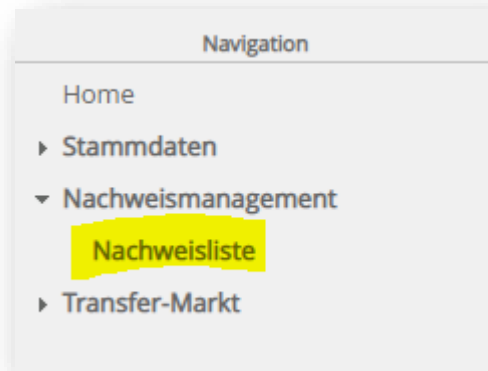 Navigation
Home
Stammdaten
Nachweismanagement
Nachweisliste
Transfer-Markt